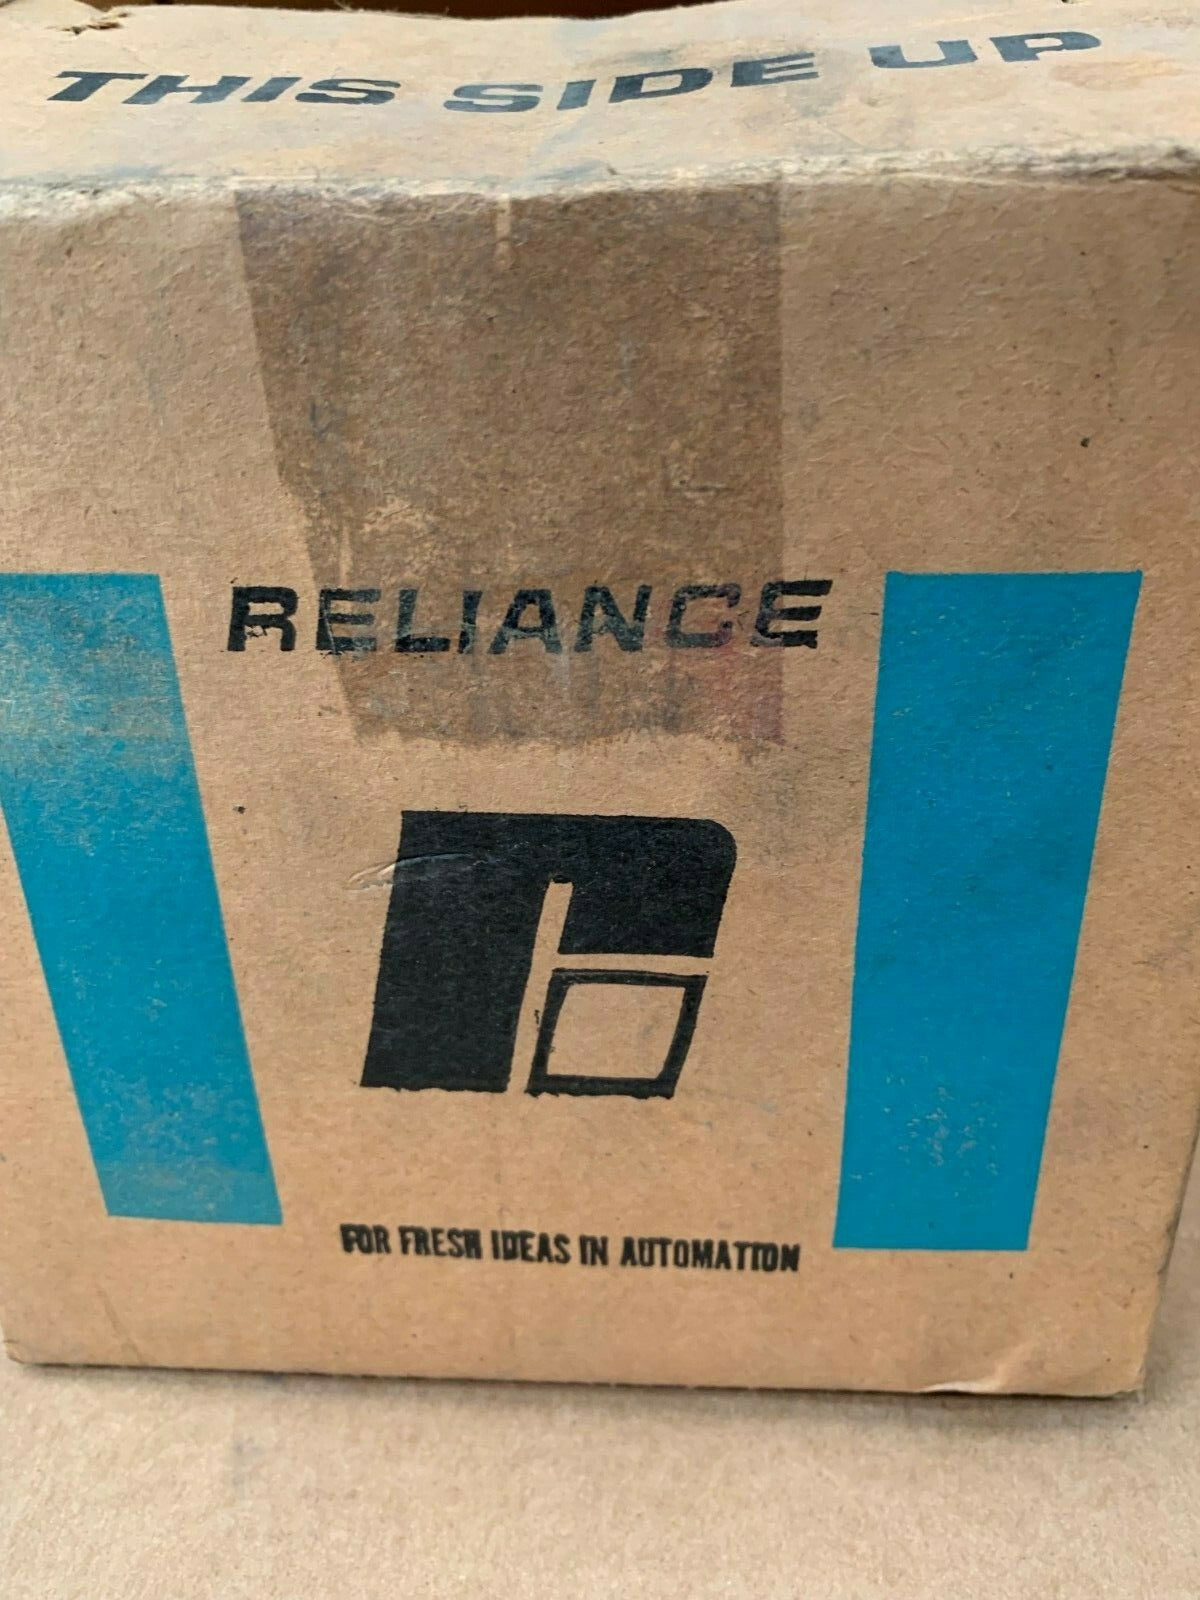 THIS SIDE UP
RELIANCE
FOR FRESH IDEAS IN AUTOMATION